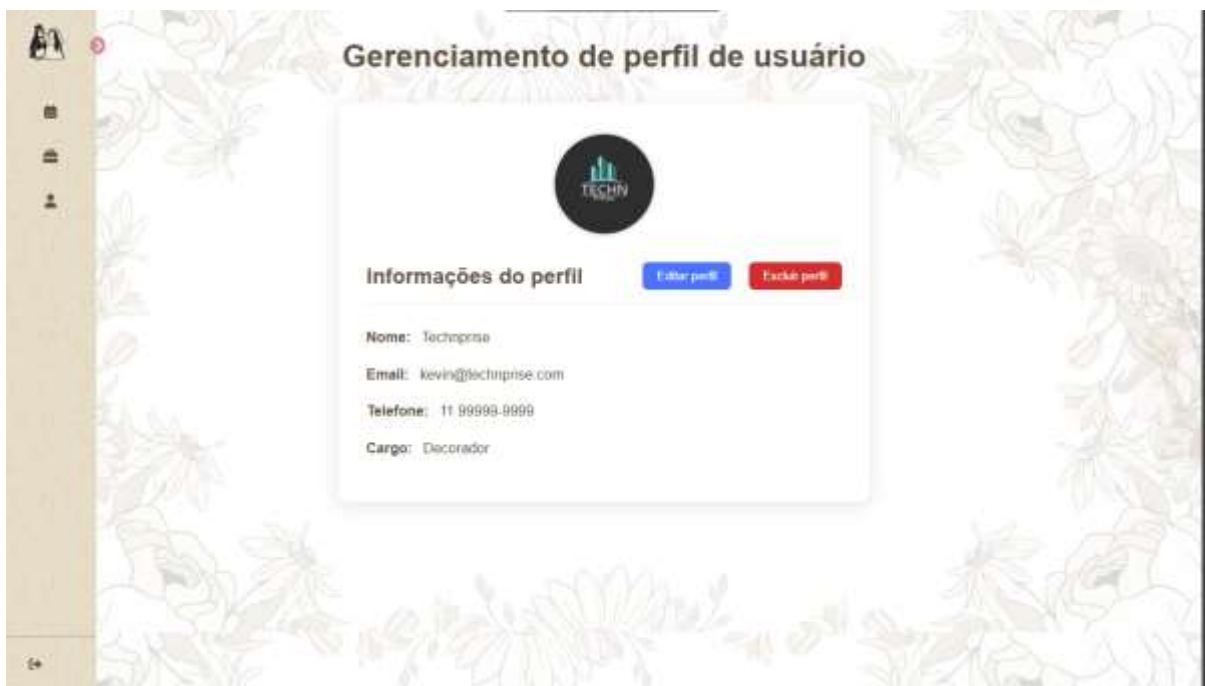 Gerenciamento de perfil de usuário
TECHN
Informações do perfil
Editar perfil
Excluir perfil
Nome: Technprise
Email: kevin@technprise.com
Telefone: 11 99999-9999
Cargo: Decorador